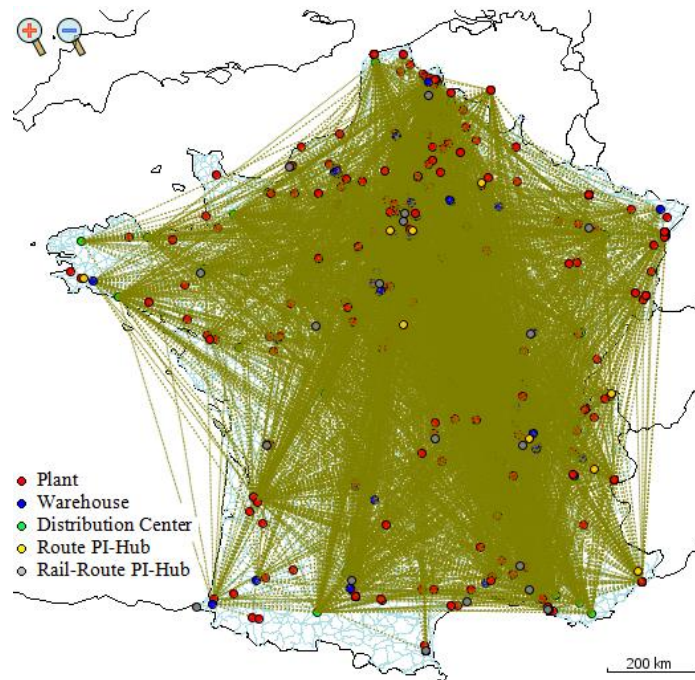 Plant
Warehouse
Distribution Center
Route PI-Hub
Rail-Route PI-Hub
200 km